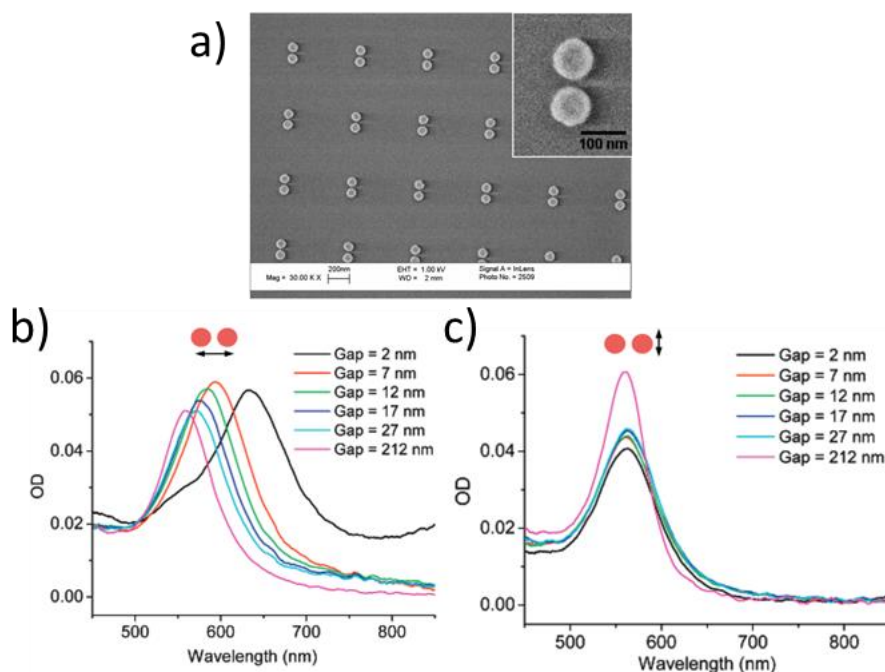 a)
100 nm
Mag = 30.00 K X
200nm
EHT = 1.00 kV
WD = 2 mm
Signal A = InLens
Photo No. = 2509
b)
Gap = 2 nm
Gap = 7 nm
Gap = 12 nm
Gap = 17 nm
Gap = 27 nm
Gap = 212 nm
OD
0.06
0.04
0.02
0.00
500
600
700
800
Wavelength (nm)
c)
Gap = 2 nm
Gap = 7 nm
Gap = 12 nm
Gap = 17 nm
Gap = 27 nm
Gap = 212 nm
OD
0.06
0.04
0.02
0.00
500
600
700
800
Wavelength (nm)